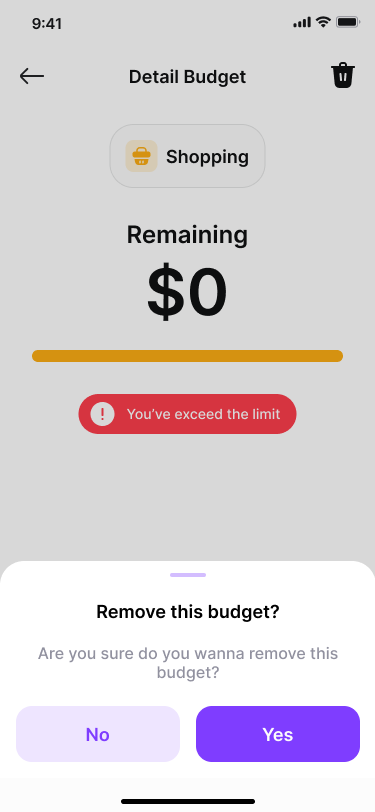 9:41
Detail Budget
Shopping
Remaining
$0
You've exceed the limit
Remove this budget?
Are you sure do you wanna remove this
budget?
No
Yes